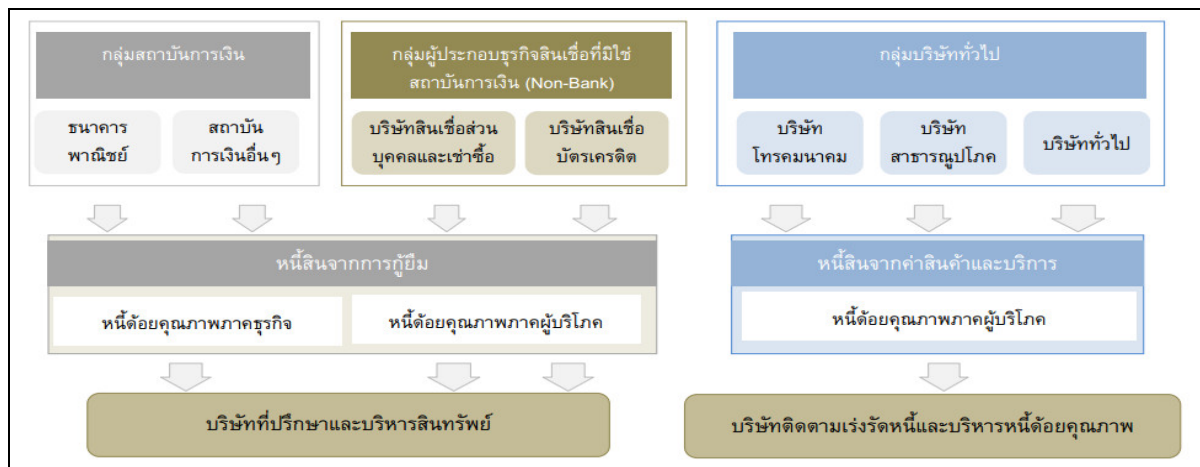 กลุ่มสถาบันการเงิน
กลุ่มผู้ประกอบธุรกิจสินเชื่อที่มิใช่
สถาบันการเงิน (Non-Bank)
กลุ่มบริษัททั่วไป
ธนาคาร
พาณิชย์
สถาบัน
การเงินอื่นๆ
บริษัทสินเชื่อส่วน
บุคคลและเช่าซื้อ
บริษัทสินเชื่อ
บัตรเครดิต
บริษัท
โทรคมนาคม
บริษัท
สาธารณูปโภค
บริษัททั่วไป
หนี้สินจากการกู้ยืม
หนี้สินจากค่าสินค้าและบริการ
หนี้ด้อยคุณภาพภาคธุรกิจ
หนี้ด้อยคุณภาพภาคผู้บริโภค
หนี้ด้อยคุณภาพภาคผู้บริโภค
บริษัทที่ปรึกษาและบริหารสินทรัพย์
บริษัทติดตามเร่งรัดหนี้และบริหารหนี้ด้อยคุณภาพ